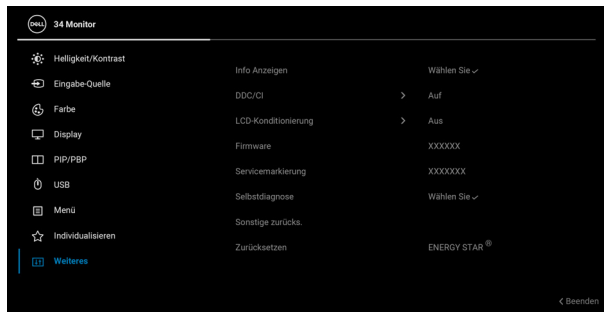 DELL 34 Monitor
Helligkeit/Kontrast
Eingabe-Quelle
Farbe
Display
PIP/PBP
USB
Menü
Individualisieren
Weiteres
Info Anzeigen Wählen Sie
DDC/CI > Auf
LCD-Konditionierung > Aus
Firmware XXXXXX
Servicemarkierung XXXXXXX
Selbstdiagnose Wählen Sie
Sonstige zurücks.
Zurücksetzen ENERGY STAR ®
< Beenden